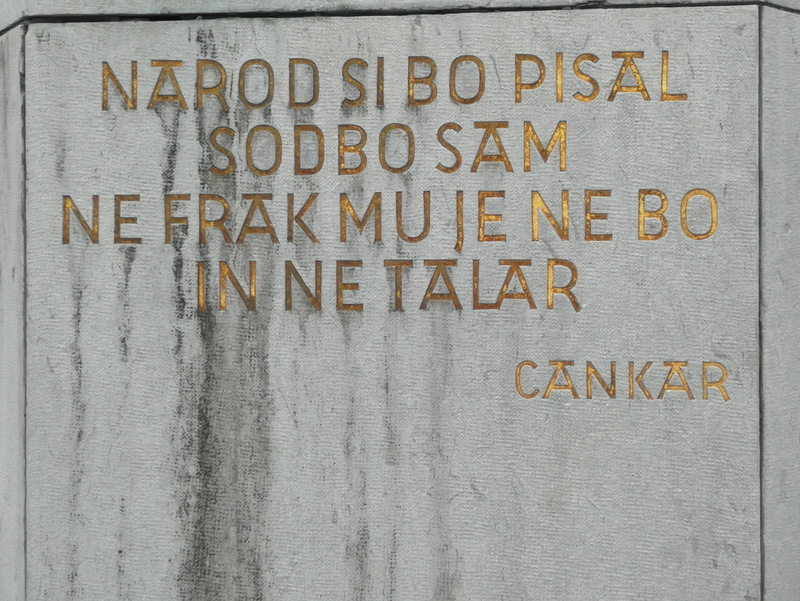 NAROD SI BO PISAL
SODBO SAM
NE FRAK MU JE NE BO
IN NE TALAR
CANKAR